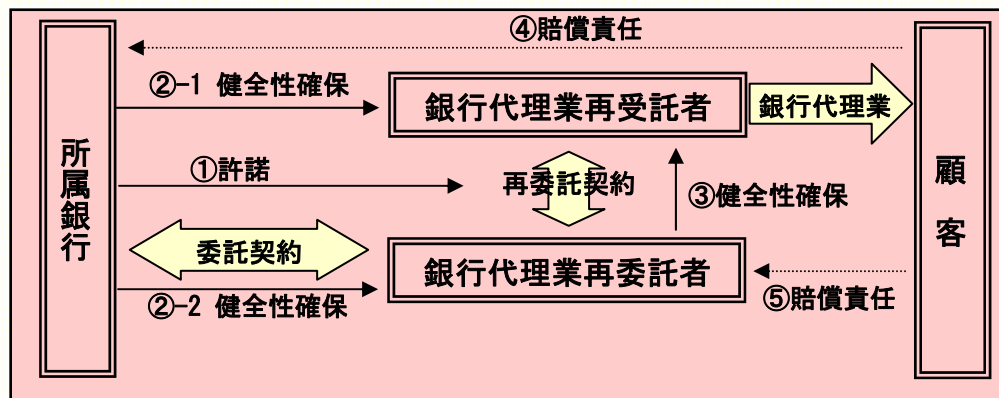 ④賠償責任
②-1 健全性確保
銀行代理業再受託者
銀行代理業
所属銀行
①許諾
再委託契約
③健全性確保
顧客
委託契約
銀行代理業再委託者
②-2 健全性確保
⑤賠償責任